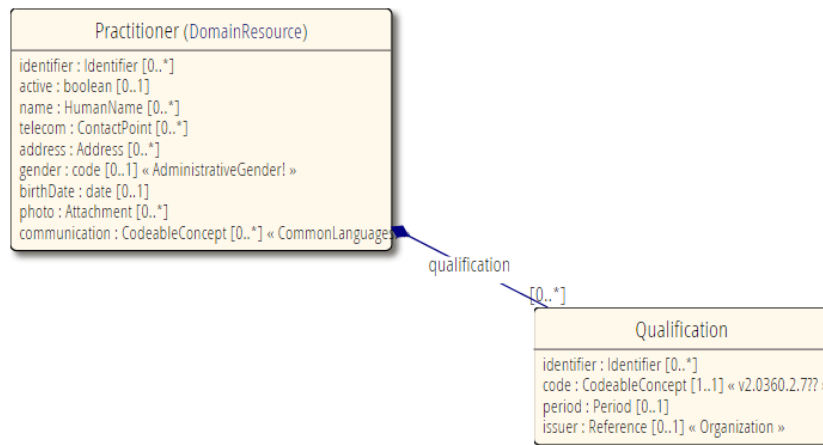 Practitioner (DomainResource)
identifier : Identifier [0..*]
active : boolean [0..1]
name : HumanName [0..*]
telecom : ContactPoint [0..*]
address : Address [0..*]
gender : code [0..1] « AdministrativeGender! »
birthDate : date [0..1]
photo : Attachment [0..*]
communication : CodeableConcept [0..*] « CommonLanguages
qualification
[0..*]
Qualification
identifier : Identifier [0..*]
code : CodeableConcept [1..1] « v2.0360.2.7?? »
period : Period [0..1]
issuer : Reference [0..1] « Organization »